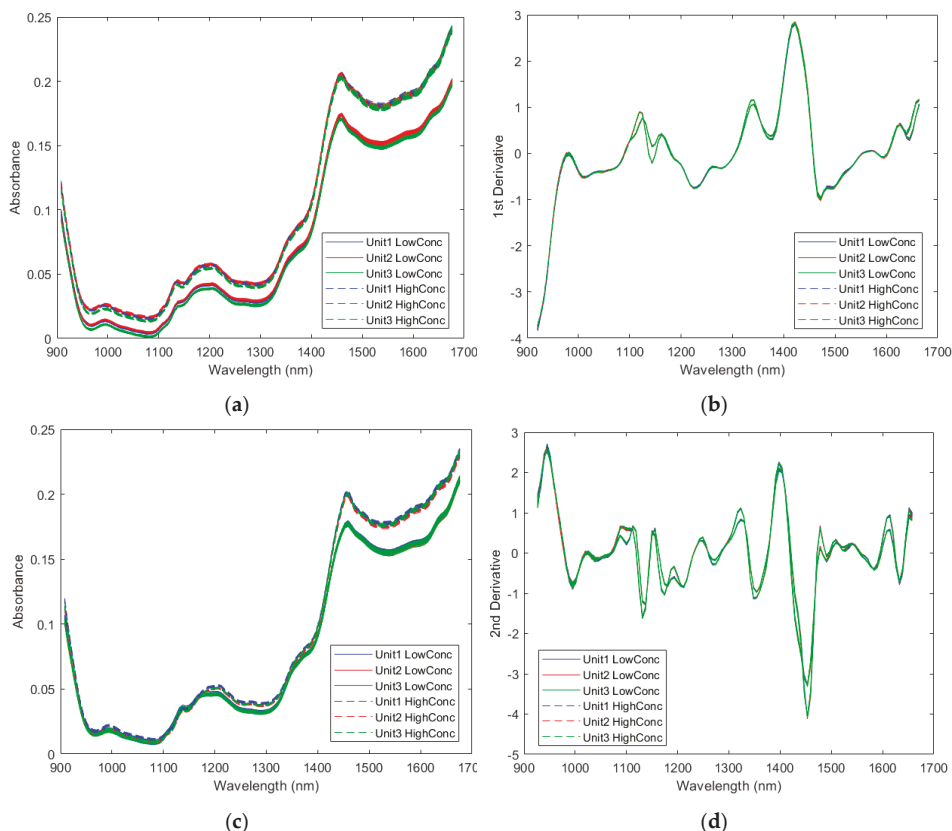 0.25
0.2
0.15
0.1
0.05
0
Absorbance
900 1000 1100 1200 1300 1400 1500 1600 1700
Wavelength (nm)
Unit1 LowConc
Unit2 LowConc
Unit3 LowConc
Unit1 HighConc
Unit2 HighConc
Unit3 HighConc
(a)
3
2
1
0
-1
-2
-3
-4
1st Derivative
900 1000 1100 1200 1300 1400 1500 1600 1700
Wavelength (nm)
Unit1 LowConc
Unit2 LowConc
Unit3 LowConc
Unit1 HighConc
Unit2 HighConc
Unit3 HighConc
(b)
0.25
0.2
0.15
0.1
0.05
0
Absorbance
900 1000 1100 1200 1300 1400 1500 1600 170
Wavelength (nm)
Unit1 LowConc
Unit2 LowConc
Unit3 LowConc
Unit1 HighConc
Unit2 HighConc
Unit3 HighConc
(c)
3
2
1
0
-1
-2
-3
-4
-5
2nd Derivative
900 1000 1100 1200 1300 1400 1500 1600 1700
Wavelength (nm)
Unit1 LowConc
Unit2 LowConc
Unit3 LowConc
Unit1 HighConc
Unit2 HighConc
Unit3 HighConc
(d)